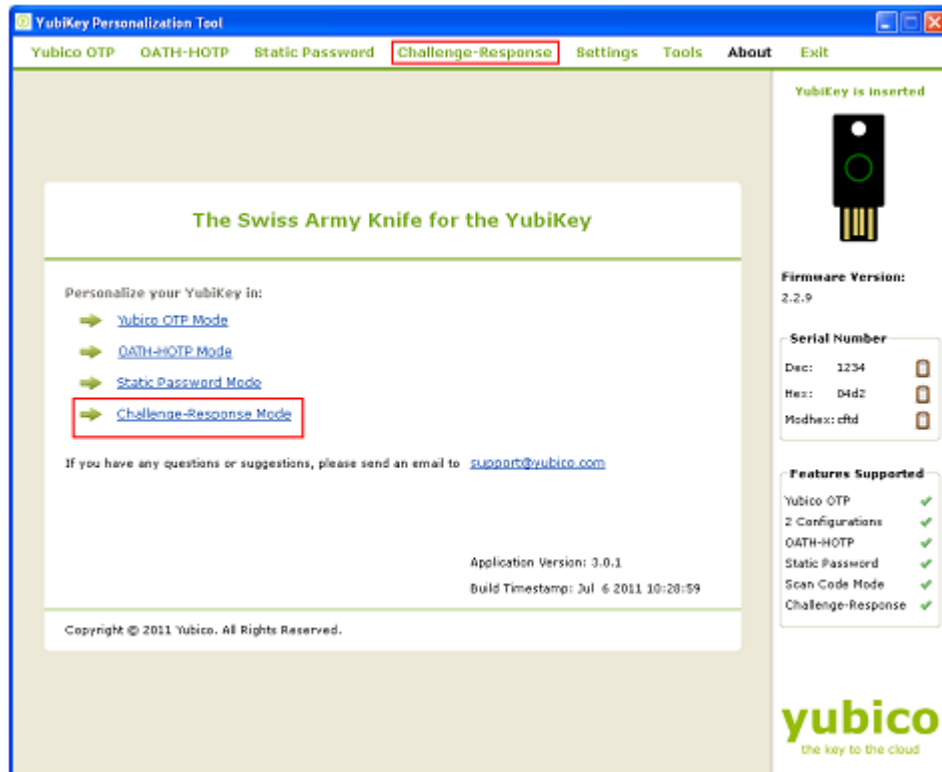 YubiKey Personalization Tool
Yubico OTP OATH-HOTP Static Password Challenge-Response Settings Tools About Exit
The Swiss Army Knife for the YubiKey
Personalize your YubiKey in:
Yubico OTP Mode
OATH-HOTP Mode
Static Password Mode
Challenge-Response Mode
If you have any questions or suggestions, please send an email to support@yubico.com
Application Version: 3.0.1
Build Timestamp: Jul 6 2011 10:28:59
Copyright © 2011 Yubico. All Rights Reserved.
YubiKey is inserted
Firmware Version:
2.2.9
Serial Number
Dec: 1234
Hex: 04d2
Modhex: cftd
Features Supported
Yubico OTP
2 Configurations
OATH-HOTP
Static Password
Scan Code Mode
Challenge-Response
yubico
the key to the cloud